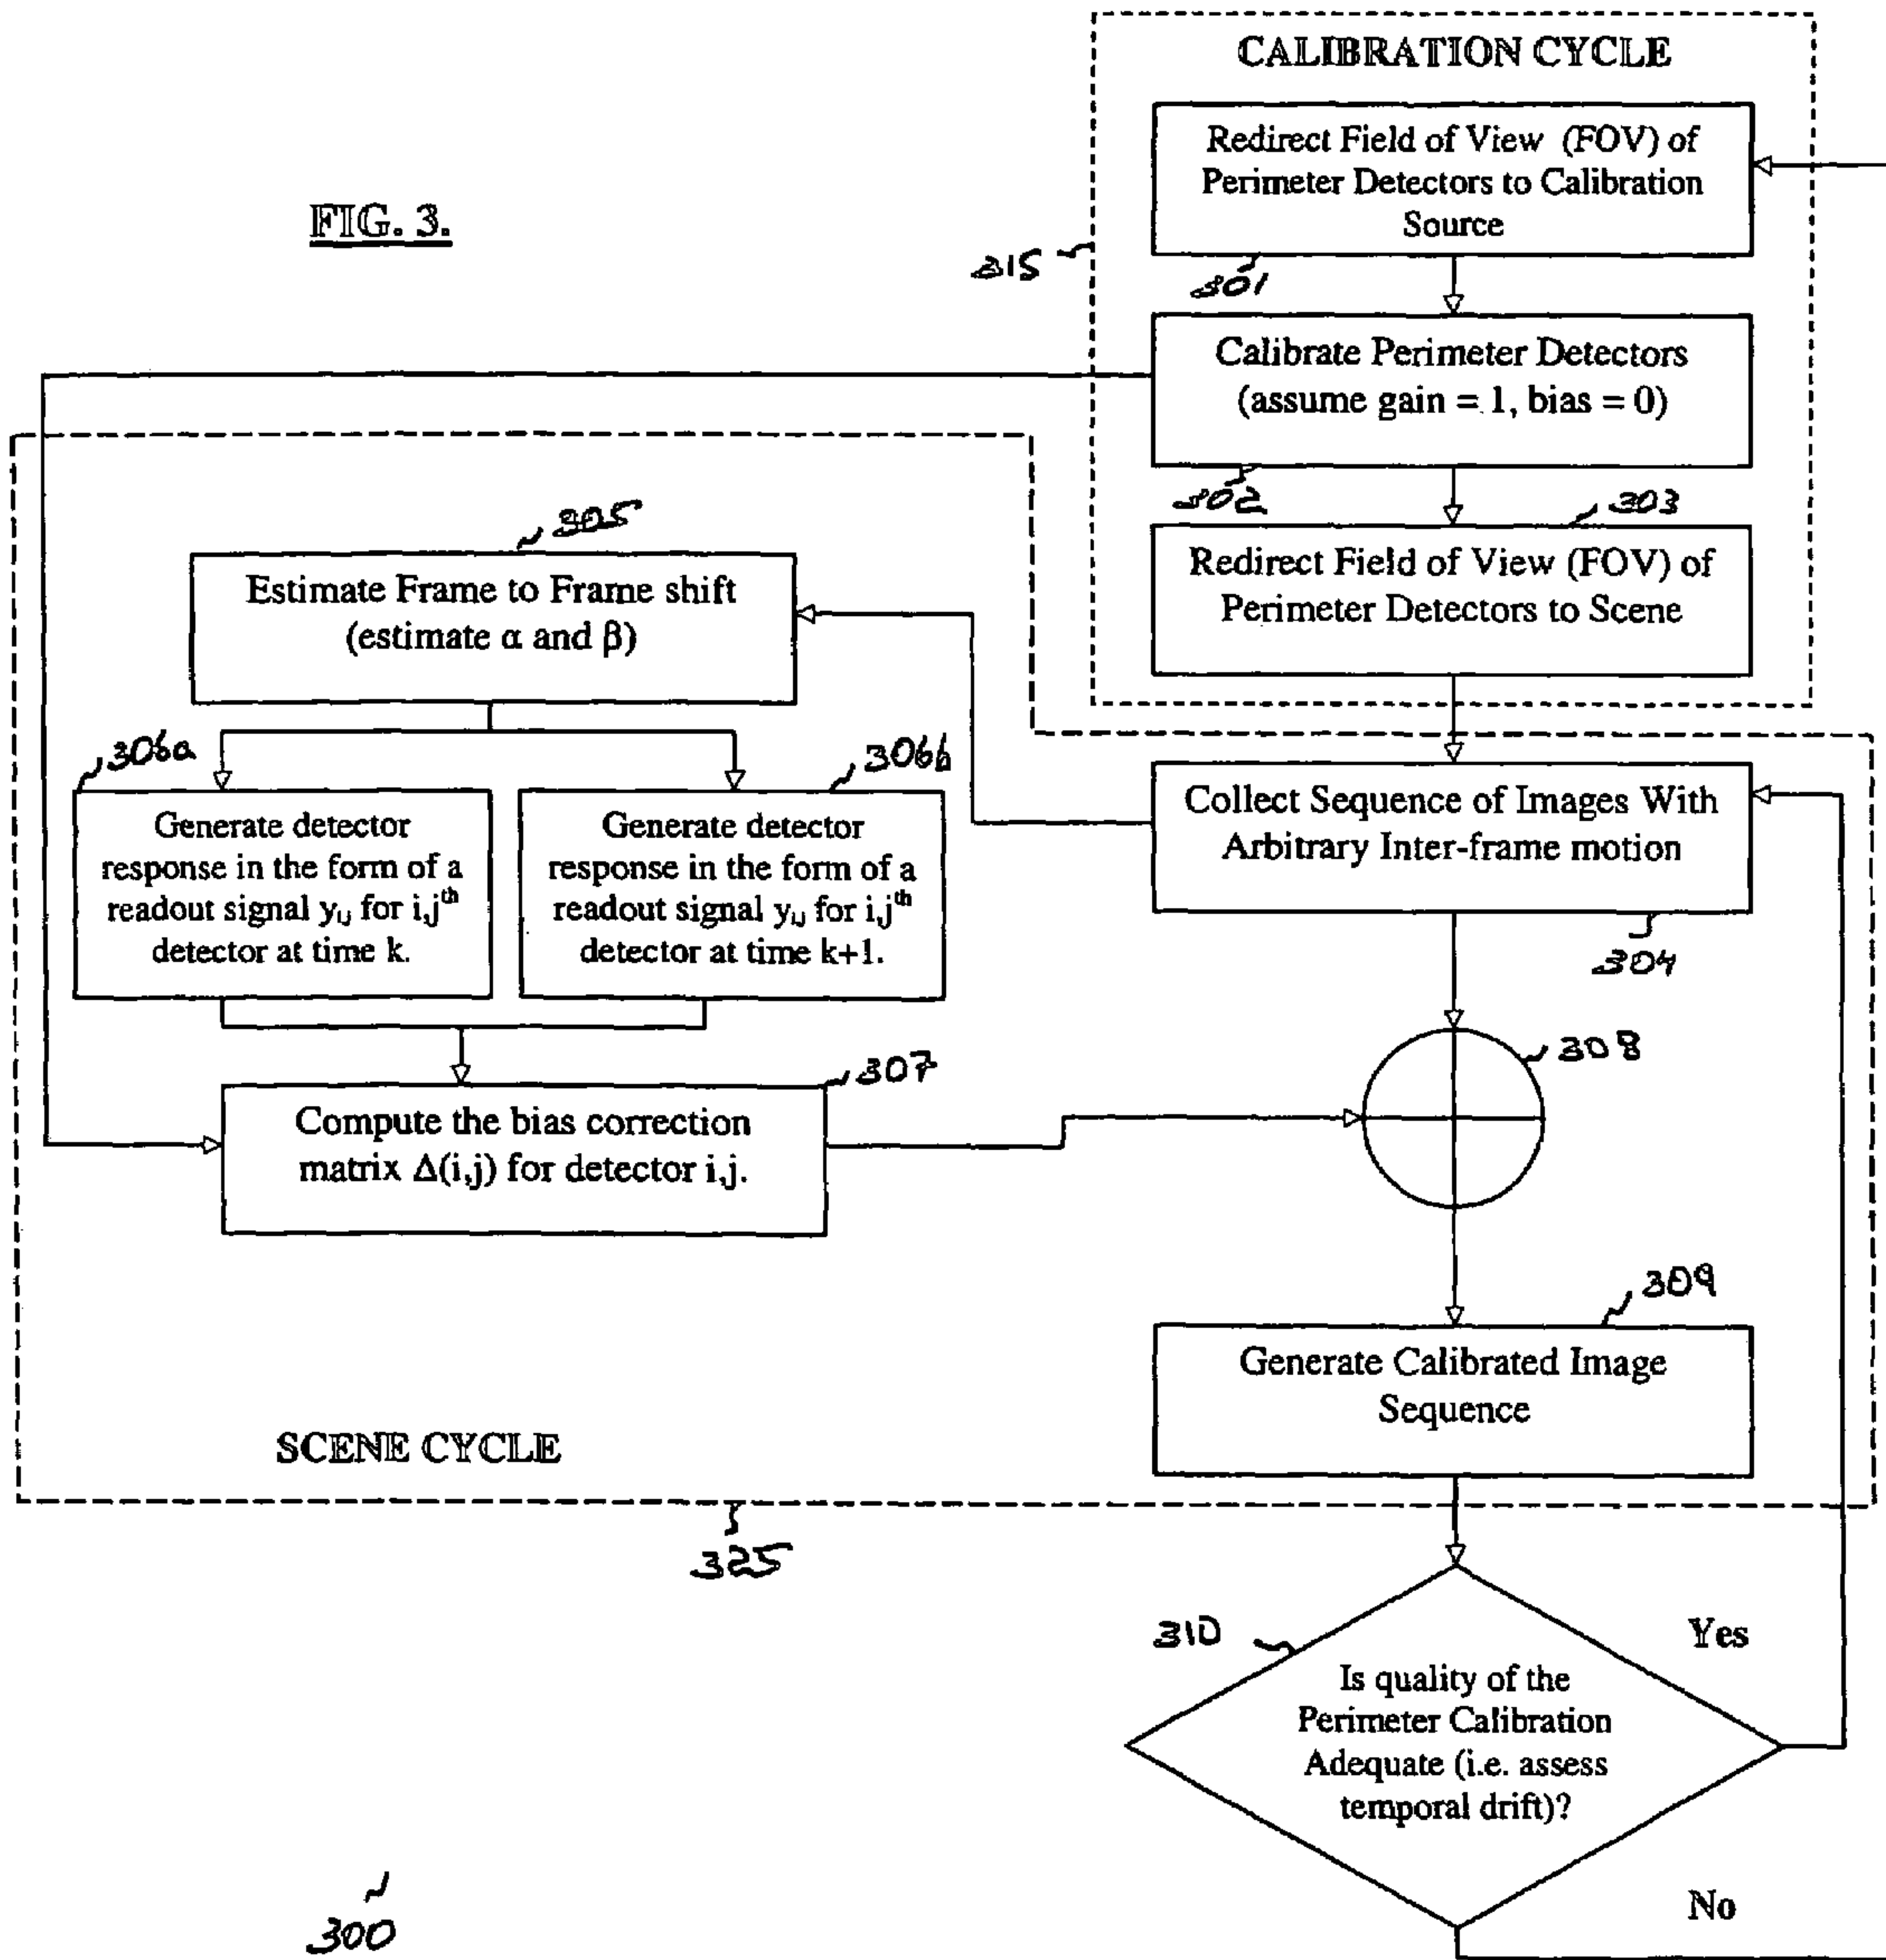 FIG. 3.
CALIBRATION CYCLE
Redirect Field of View (FOV) of
Perimeter Detectors to Calibration
Source
315
301
Calibrate Perimeter Detectors
(assume gain = 1, bias = 0)
302
303
Redirect Field of View (FOV) of
Perimeter Detectors to Scene
305
Estimate Frame to Frame shift
(estimate α and β)
306a
306b
Generate detector
response in the form of a
readout signal yᵢⱼ for i,jᵗʰ
detector at time k.
Generate detector
response in the form of a
readout signal yᵢⱼ for i,jᵗʰ
detector at time k+1.
Collect Sequence of Images With
Arbitrary Inter-frame motion
304
308
307
Compute the bias correction
matrix Δ(i,j) for detector i,j.
309
Generate Calibrated Image
Sequence
SCENE CYCLE
325
310
Yes
Is quality of the
Perimeter Calibration
Adequate (i.e. assess
temporal drift)?
No
300